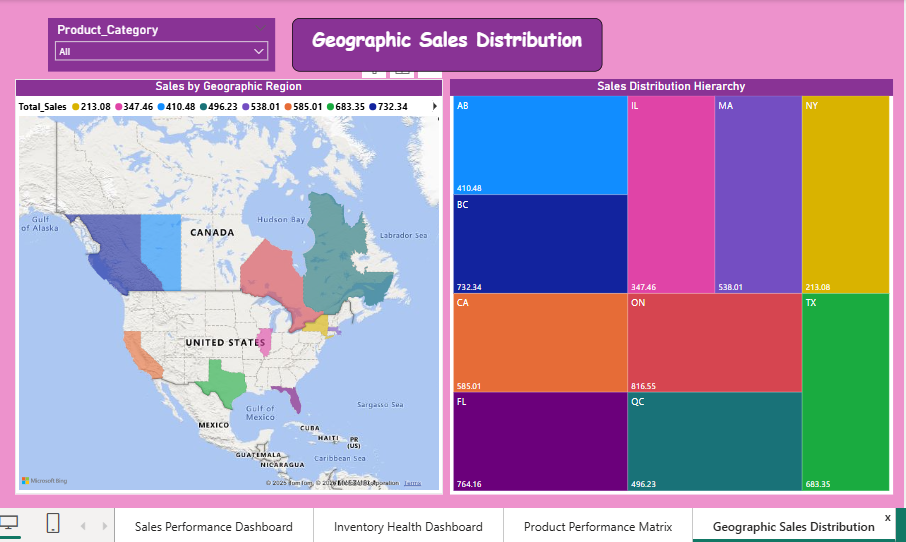 Product_Category
All
Geographic Sales Distribution
Sales by Geographic Region
Total_Sales 213.08 347.46 410.48 496.23 538.01 585.01 683.35 732.34
Gulf
of Alaska
CANADA
Hudson Bay
Labrador Sea
UNITED STATES
Gulf of
Mexico
Sargasso Sea
MEXICO
CUBA
HAITI
PR
(US)
GUATEMALA
Caribbean Sea
NICARAGUA
Microsoft Bing
© 2025 TomTom, © 2025
Terms
Sales Distribution Hierarchy
AB
410.48
BC
732.34
CA
585.01
FL
764.16
IL
347.46
MA
538.01
NY
213.08
ON
816.55
QC
496.23
TX
683.35
Sales Performance Dashboard
Inventory Health Dashboard
Product Performance Matrix
Geographic Sales Distribution
x